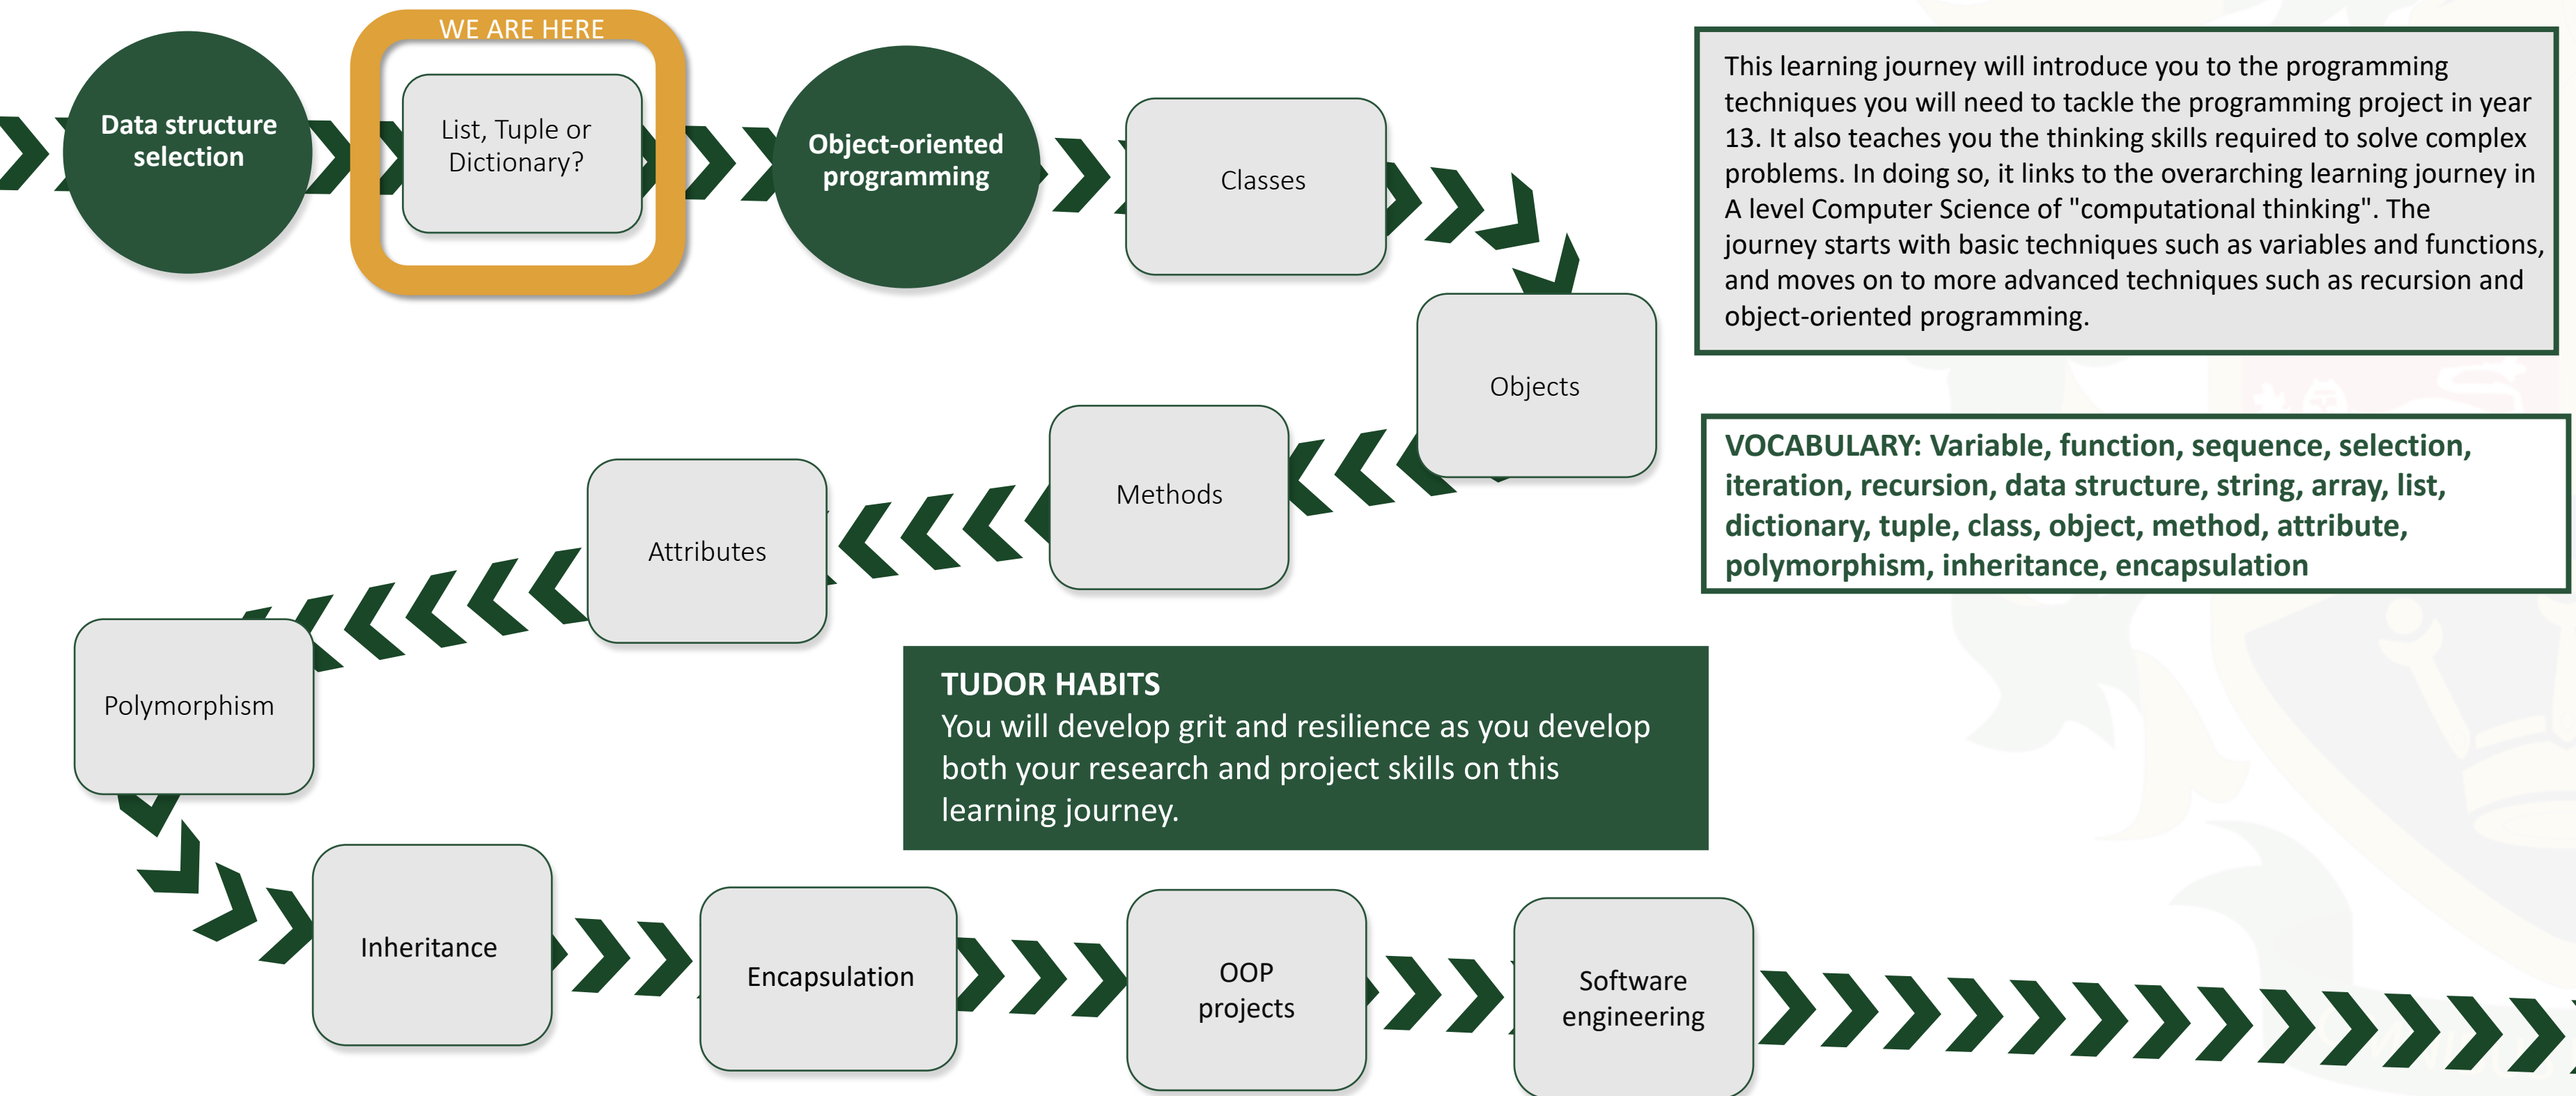 WE ARE HERE
Data structure
selection
List, Tuple or
Dictionary?
Object-oriented
programming
Classes
Objects
Methods
Attributes
Polymorphism
Inheritance
Encapsulation
OOP
projects
Software
engineering
This learning journey will introduce you to the programming
techniques you will need to tackle the programming project in year
13. It also teaches you the thinking skills required to solve complex
problems. In doing so, it links to the overarching learning journey in
A level Computer Science of "computational thinking". The
journey starts with basic techniques such as variables and functions,
and moves on to more advanced techniques such as recursion and
object-oriented programming.
VOCABULARY: Variable, function, sequence, selection,
iteration, recursion, data structure, string, array, list,
dictionary, tuple, class, object, method, attribute,
polymorphism, inheritance, encapsulation
TUDOR HABITS
You will develop grit and resilience as you develop
both your research and project skills on this
learning journey.